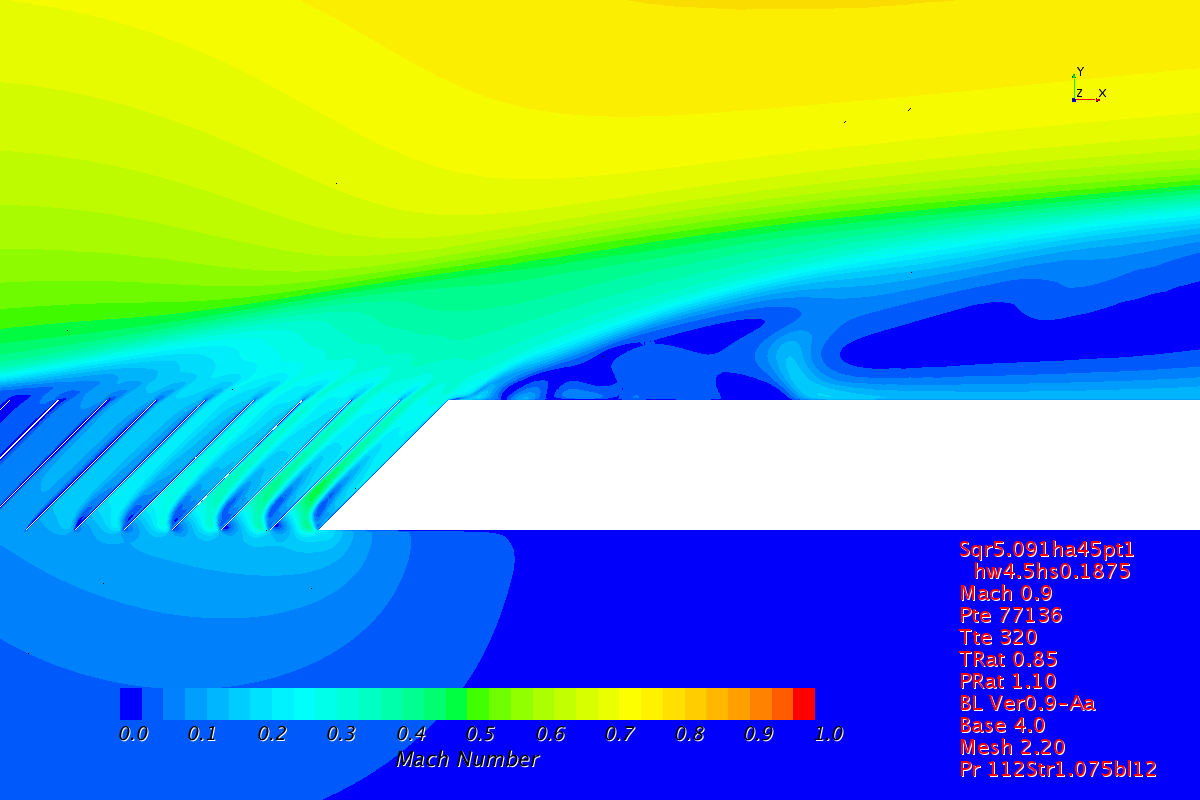 Y
Z X
Sqr5.091ha45pt1
hw4.5hs0.1875
Mach 0.9
Pte 77136
Tte 320
TRat 0.85
PRat 1.10
BL Ver0.9-Aa
Base 4.0
Mesh 2.20
Pr 112Str1.075bl12
0.0 0.1 0.2 0.3 0.4 0.5 0.6 0.7 0.8 0.9 1.0
Mach Number